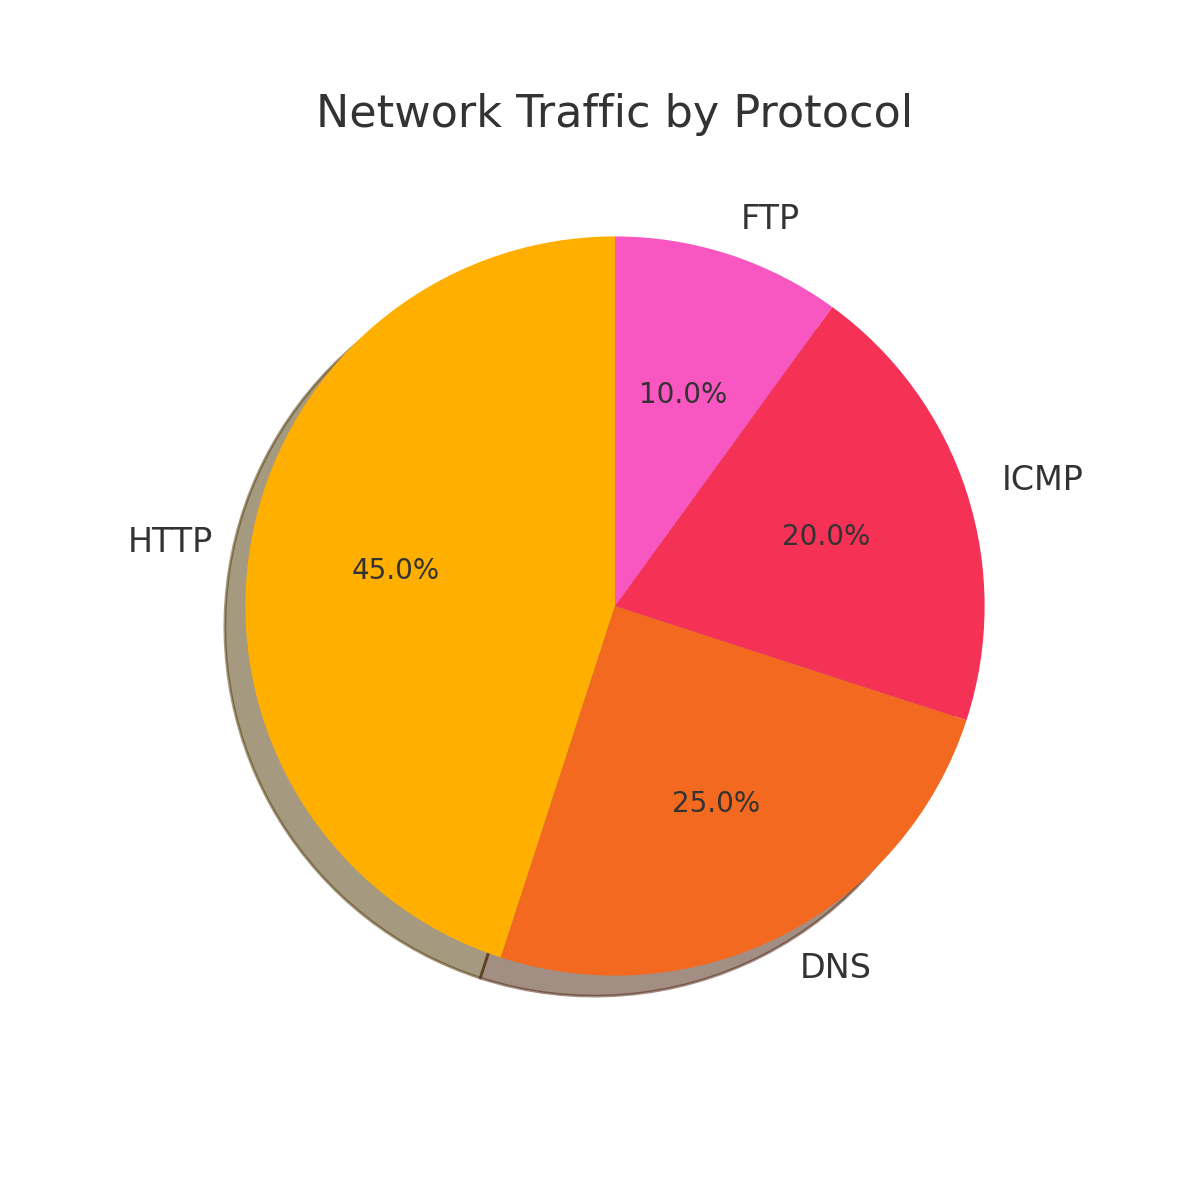 Network Traffic by Protocol
FTP
10.0%
ICMP
20.0%
HTTP
45.0%
25.0%
DNS